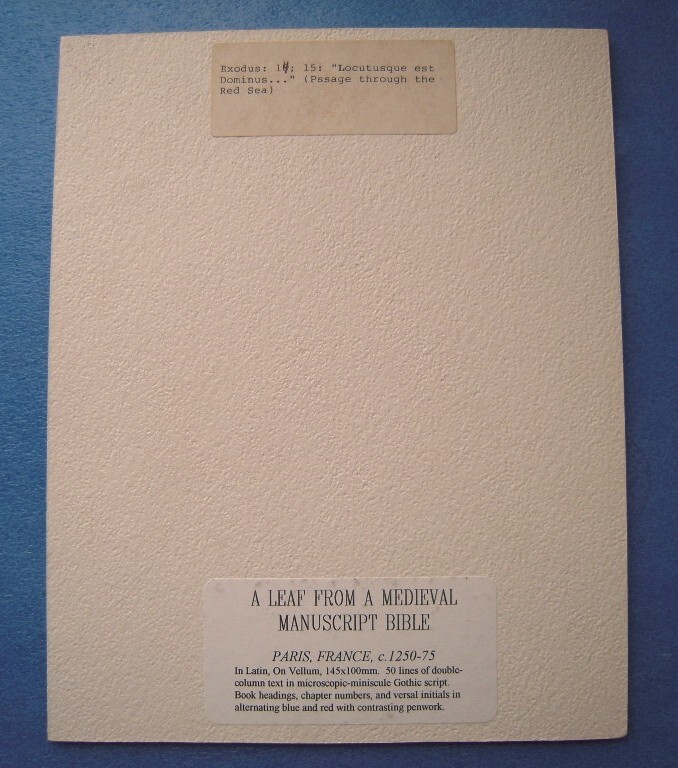 Exodus: 14; 15: "Locutusque est
Dominus..." (Pssage through the
Red Sea)
A LEAF FROM A MEDIEVAL
MANUSCRIPT BIBLE
PARIS, FRANCE, c.1250-75
In Latin, On Vellum, 145x100mm. 50 lines of double-
column text in microscopic-miniscule Gothic script.
Book headings, chapter numbers, and versal initials in
alternating blue and red with contrasting penwork.